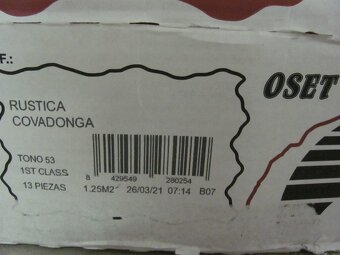 F.:
RUSTICA
COVADONGA
OSET
TONO 53
1ST CLASS
13 PIEZAS
8 429549 280254
1.25M2 26/03/21 07:14 B07